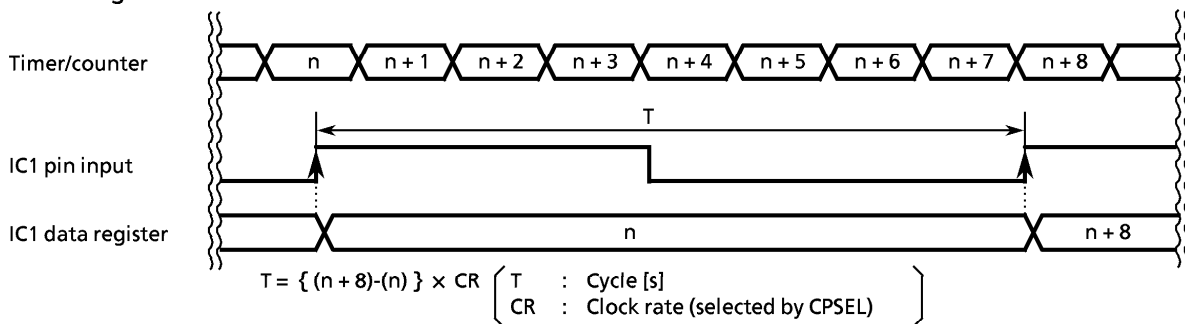 Timer/counter n n + 1 n + 2 n + 3 n + 4 n + 5 n + 6 n + 7 n + 8
T
IC1 pin input
IC1 data register n n + 8
T = { (n + 8)-(n) } × CR ( T : Cycle [s]
CR : Clock rate (selected by CPSEL) )